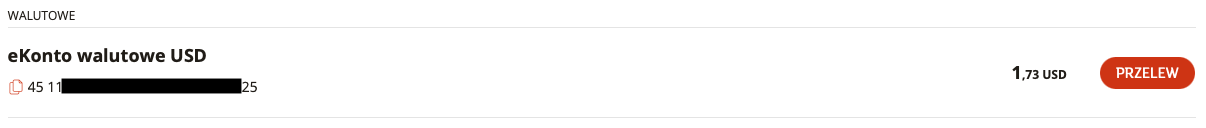 WALUTOWE
eKonto walutowe USD
45 11 25
1,73 USD
PRZELEW